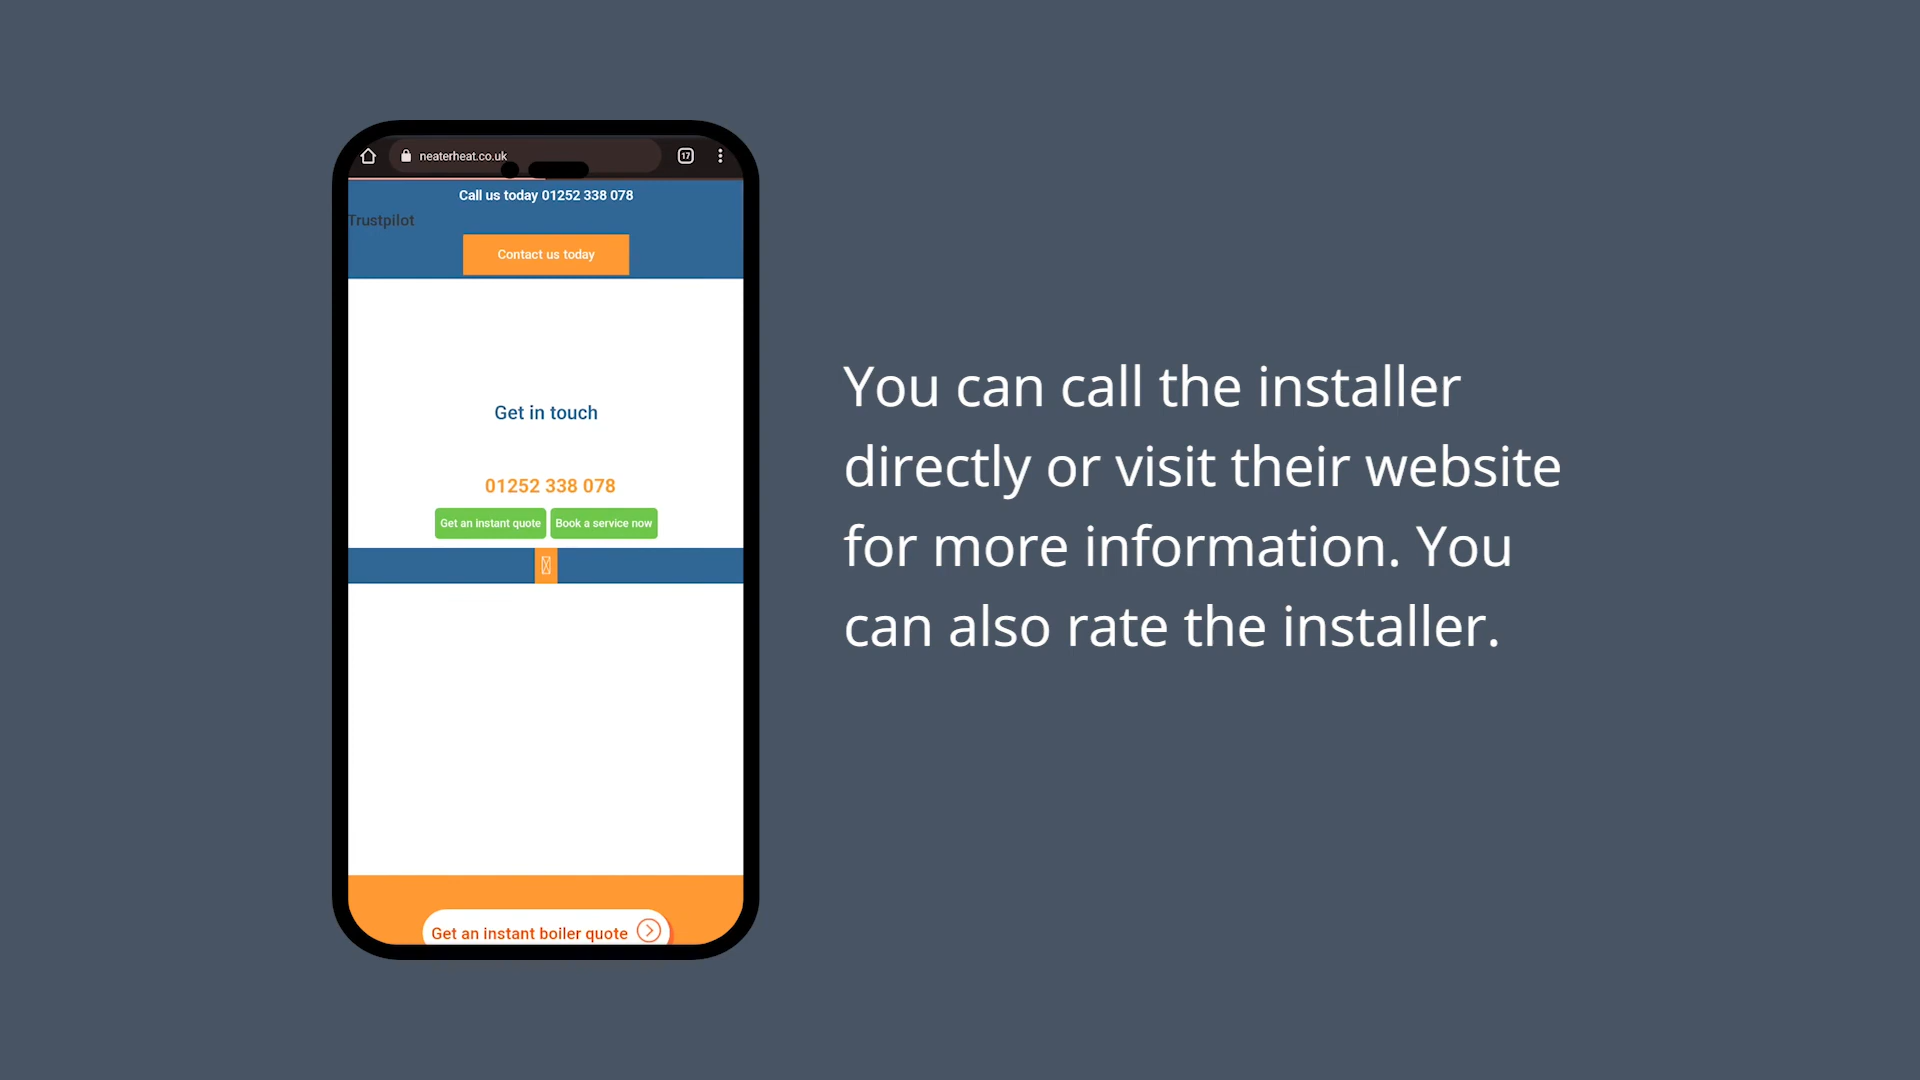 neaterheat.co.uk
17
Call us today 01252 338 078
Trustpilot
Contact us today
Get in touch
01252 338 078
Get an instant quote
Book a service now
Get an instant boiler quote
You can call the installer
directly or visit their website
for more information. You
can also rate the installer.